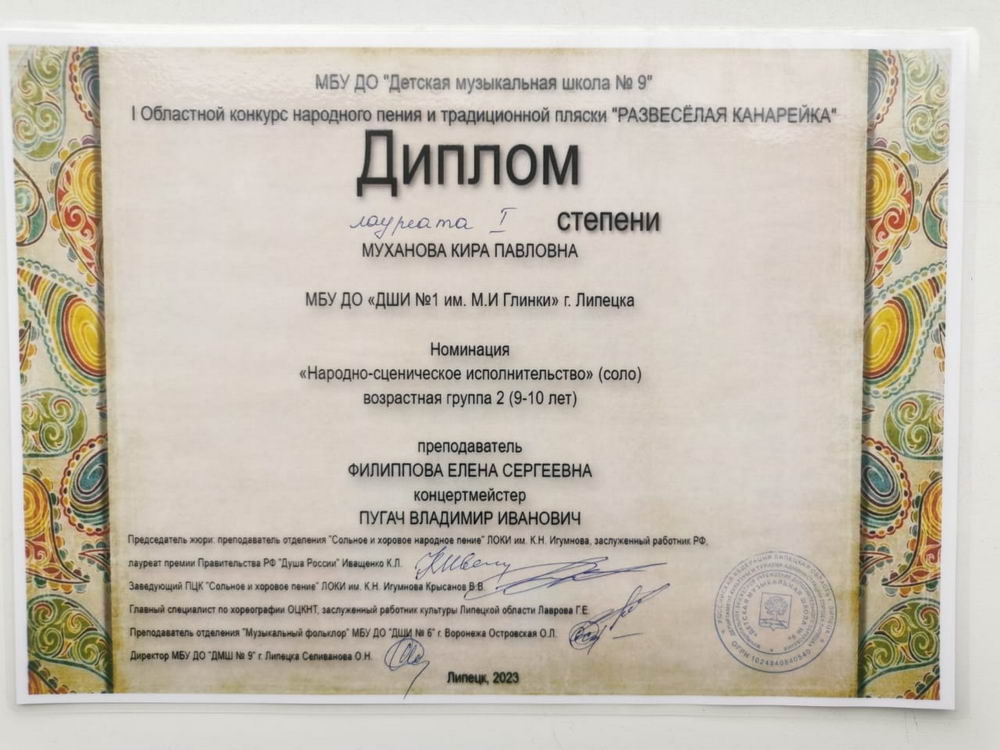 МБУ ДО "Детская музыкальная школа № 9"
I Областной конкурс народного пения и традиционной пляски "РАЗВЕСЁЛАЯ КАНАРЕЙКА"
Диплом
лауреата I степени
МУХАНОВА КИРА ПАВЛОВНА
МБУ ДО «ДШИ №1 им. М.И Глинки» г. Липецка
Номинация
«Народно-сценическое исполнительство» (соло)
возрастная группа 2 (9-10 лет)
преподаватель
ФИЛИППОВА ЕЛЕНА СЕРГЕЕВНА
концертмейстер
ПУГАЧ ВЛАДИМИР ИВАНОВИЧ
Председатель жюри: преподаватель отделения "Сольное и хоровое народное пение" ЛОКИ им. К.Н. Игумнова, заслуженный работник РФ,
лауреат премии Правительства РФ "Душа России" Иващенко К.Л.
Заведующий ПЦК "Сольное и хоровое пение" ЛОКИ им. К.Н. Игумнова Крысанов В.В.
Главный специалист по хореографии ОЦКНТ, заслуженный работник культуры Липецкой области Лаврова Г.Е.
Преподаватель отделения "Музыкальный фольклор" МБУ ДО "ДШИ № 6" г. Воронежа Островская О.Л.
Директор МБУ ДО "ДМШ № 9" г. Липецка Селиванова О.Н.
Липецк, 2023